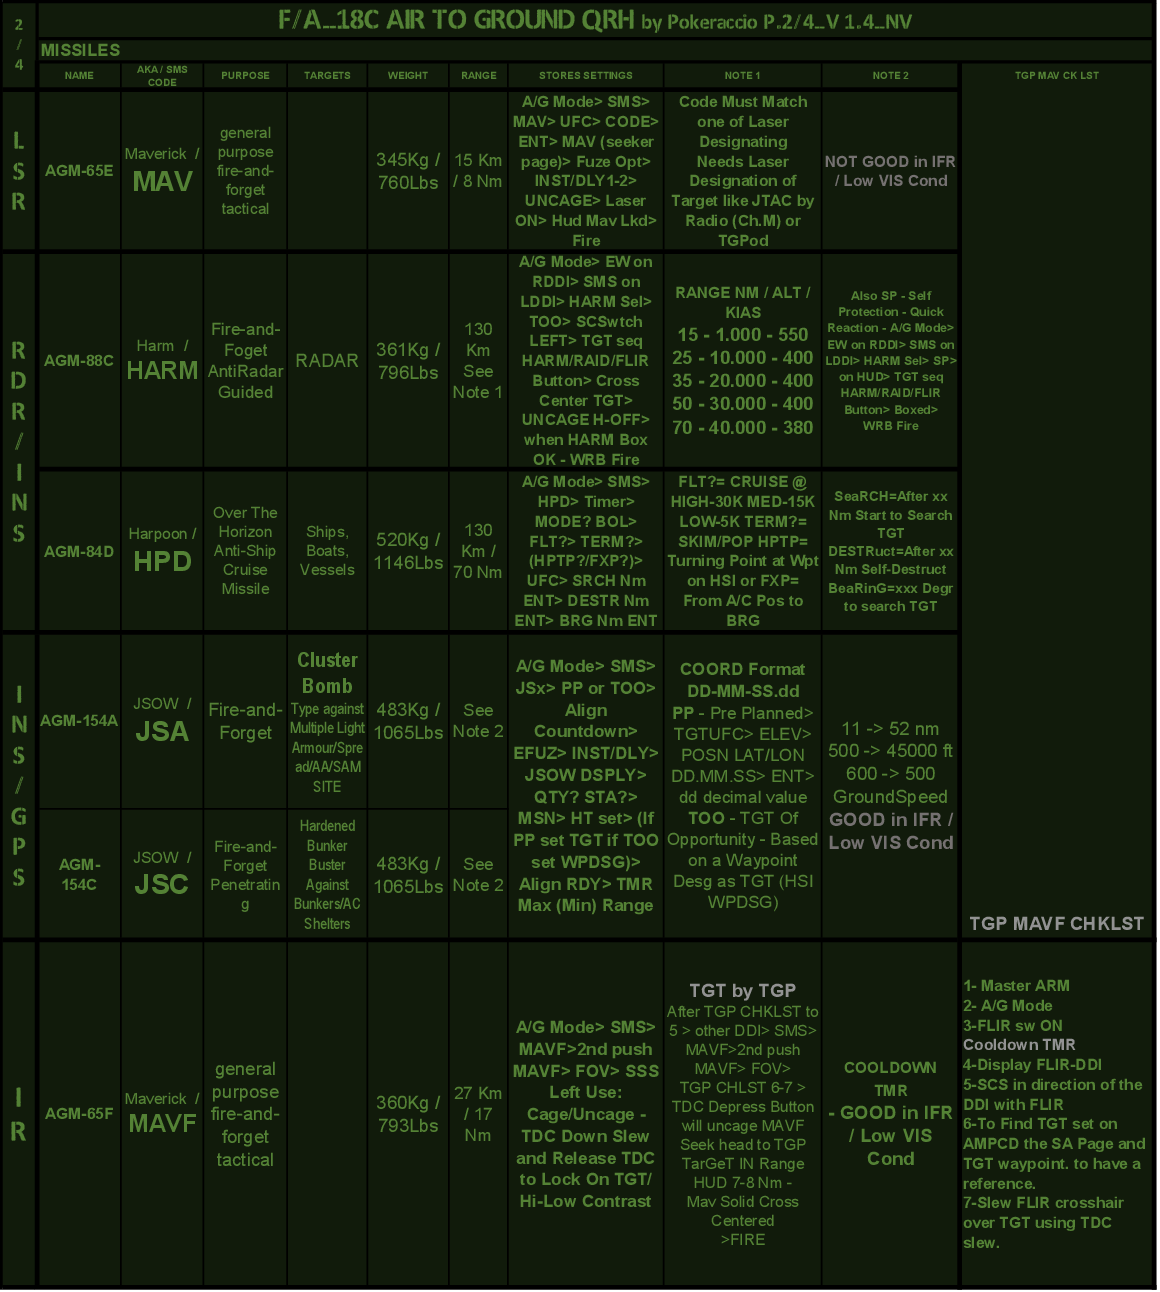 2
/
4
F/A_18C AIR TO GROUND QRH by Pokeraccio P.2/4_V 1.4_NV
MISSILES
NAME
AKA / SMS
CODE
PURPOSE
TARGETS
WEIGHT
RANGE
STORES SETTINGS
NOTE 1
NOTE 2
TGP MAV CK LST
L
S
R
AGM-65E
Maverick /
MAV
general
purpose
fire-and-
forget
tactical
345Kg /
760Lbs
15 Km
/ 8 Nm
A/G Mode> SMS>
MAV> UFC> CODE>
ENT> MAV (seeker
page)> Fuze Opt>
INST/DLY1-2>
UNCAGE> Laser
ON> Hud Mav Lkd>
Fire
Code Must Match
one of Laser
Designating
Needs Laser
Designation of
Target like JTAC by
Radio (Ch.M) or
TGPod
NOT GOOD in IFR
/ Low VIS Cond
R
D
R
/
I
N
S
AGM-88C
Harm /
HARM
Fire-and-
Foget
AntiRadar
Guided
RADAR
361Kg /
796Lbs
130
Km
See
Note 1
A/G Mode> EW on
RDDI> SMS on
LDDI> HARM Sel>
TOO> SCSwtch
LEFT> TGT seq
HARM/RAID/FLIR
Button> Cross
Center TGT>
UNCAGE H-OFF>
when HARM Box
OK - WRB Fire
RANGE NM / ALT /
KIAS
15 - 1.000 - 550
25 - 10.000 - 400
35 - 20.000 - 400
50 - 30.000 - 400
70 - 40.000 - 380
Also SP - Self
Protection - Quick
Reaction - A/G Mode>
EW on RDDI> SMS on
LDDI> HARM Sel> SP>
on HUD> TGT seq
HARM/RAID/FLIR
Button> Boxed>
WRB Fire
AGM-84D
Harpoon /
HPD
Over The
Horizon
Anti-Ship
Cruise
Missile
Ships,
Boats,
Vessels
520Kg /
1146Lbs
130
Km /
70 Nm
A/G Mode> SMS>
HPD> Timer>
MODE? BOL>
FLT?> TERM?>
(HPTP?/FXP?)>
UFC> SRCH Nm
ENT> DESTR Nm
ENT> BRG Nm ENT
FLT?= CRUISE @
HIGH-30K MED-15K
LOW-5K TERM?=
SKIM/POP HPTP=
Turning Point at Wpt
on HSI or FXP=
From A/C Pos to
BRG
SeaRCH=After xx
Nm Start to Search
TGT
DESTRuct=After xx
Nm Self-Destruct
BeaRinG=xxx Degr
to search TGT
I
N
S
/
G
P
S
AGM-154A
JSOW /
JSA
Fire-and-
Forget
Cluster
Bomb
Type against
Multiple Light
Armour/Spre
ad/AA/SAM
SITE
483Kg /
1065Lbs
See
Note 2
A/G Mode> SMS>
JSx> PP or TOO>
Align
Countdown>
EFUZ> INST/DLY>
JSOW DSPLY>
QTY? STA?>
MSN> HT set> (If
PP set TGT if TOO
set WPDSG)>
Align RDY> TMR
Max (Min) Range
COORD Format
DD-MM-SS.dd
PP - Pre Planned>
TGTUFC> ELEV>
POSN LAT/LON
DD.MM.SS> ENT>
dd decimal value
TOO - TGT Of
Opportunity - Based
on a Waypoint
Desg as TGT (HSI
WPDSG)
11 -> 52 nm
500 -> 45000 ft
600 -> 500
GroundSpeed
GOOD in IFR /
Low VIS Cond
AGM-
154C
JSOW /
JSC
Fire-and-
Forget
Penetratin
g
Hardened
Bunker
Buster
Against
Bunkers/AC
Shelters
483Kg /
1065Lbs
See
Note 2
TGP MAVF CHKLST
I
R
AGM-65F
Maverick /
MAVF
general
purpose
fire-and-
forget
tactical
360Kg /
793Lbs
27 Km
/ 17
Nm
A/G Mode> SMS>
MAVF>2nd push
MAVF> FOV> SSS
Left Use:
Cage/Uncage -
TDC Down Slew
and Release TDC
to Lock On TGT/
Hi-Low Contrast
TGT by TGP
After TGP CHKLST to
5 > other DDI> SMS>
MAVF>2nd push
MAVF> FOV>
TGP CHLST 6-7 >
TDC Depress Button
will uncage MAVF
Seek head to TGP
TarGeT IN Range
HUD 7-8 Nm -
Mav Solid Cross
Centered
>FIRE
COOLDOWN
TMR
- GOOD in IFR
/ Low VIS
Cond
1- Master ARM
2- A/G Mode
3-FLIR sw ON
Cooldown TMR
4-Display FLIR-DDI
5-SCS in direction of the
DDI with FLIR
6-To Find TGT set on
AMPCD the SA Page and
TGT waypoint. to have a
reference.
7-Slew FLIR crosshair
over TGT using TDC
slew.